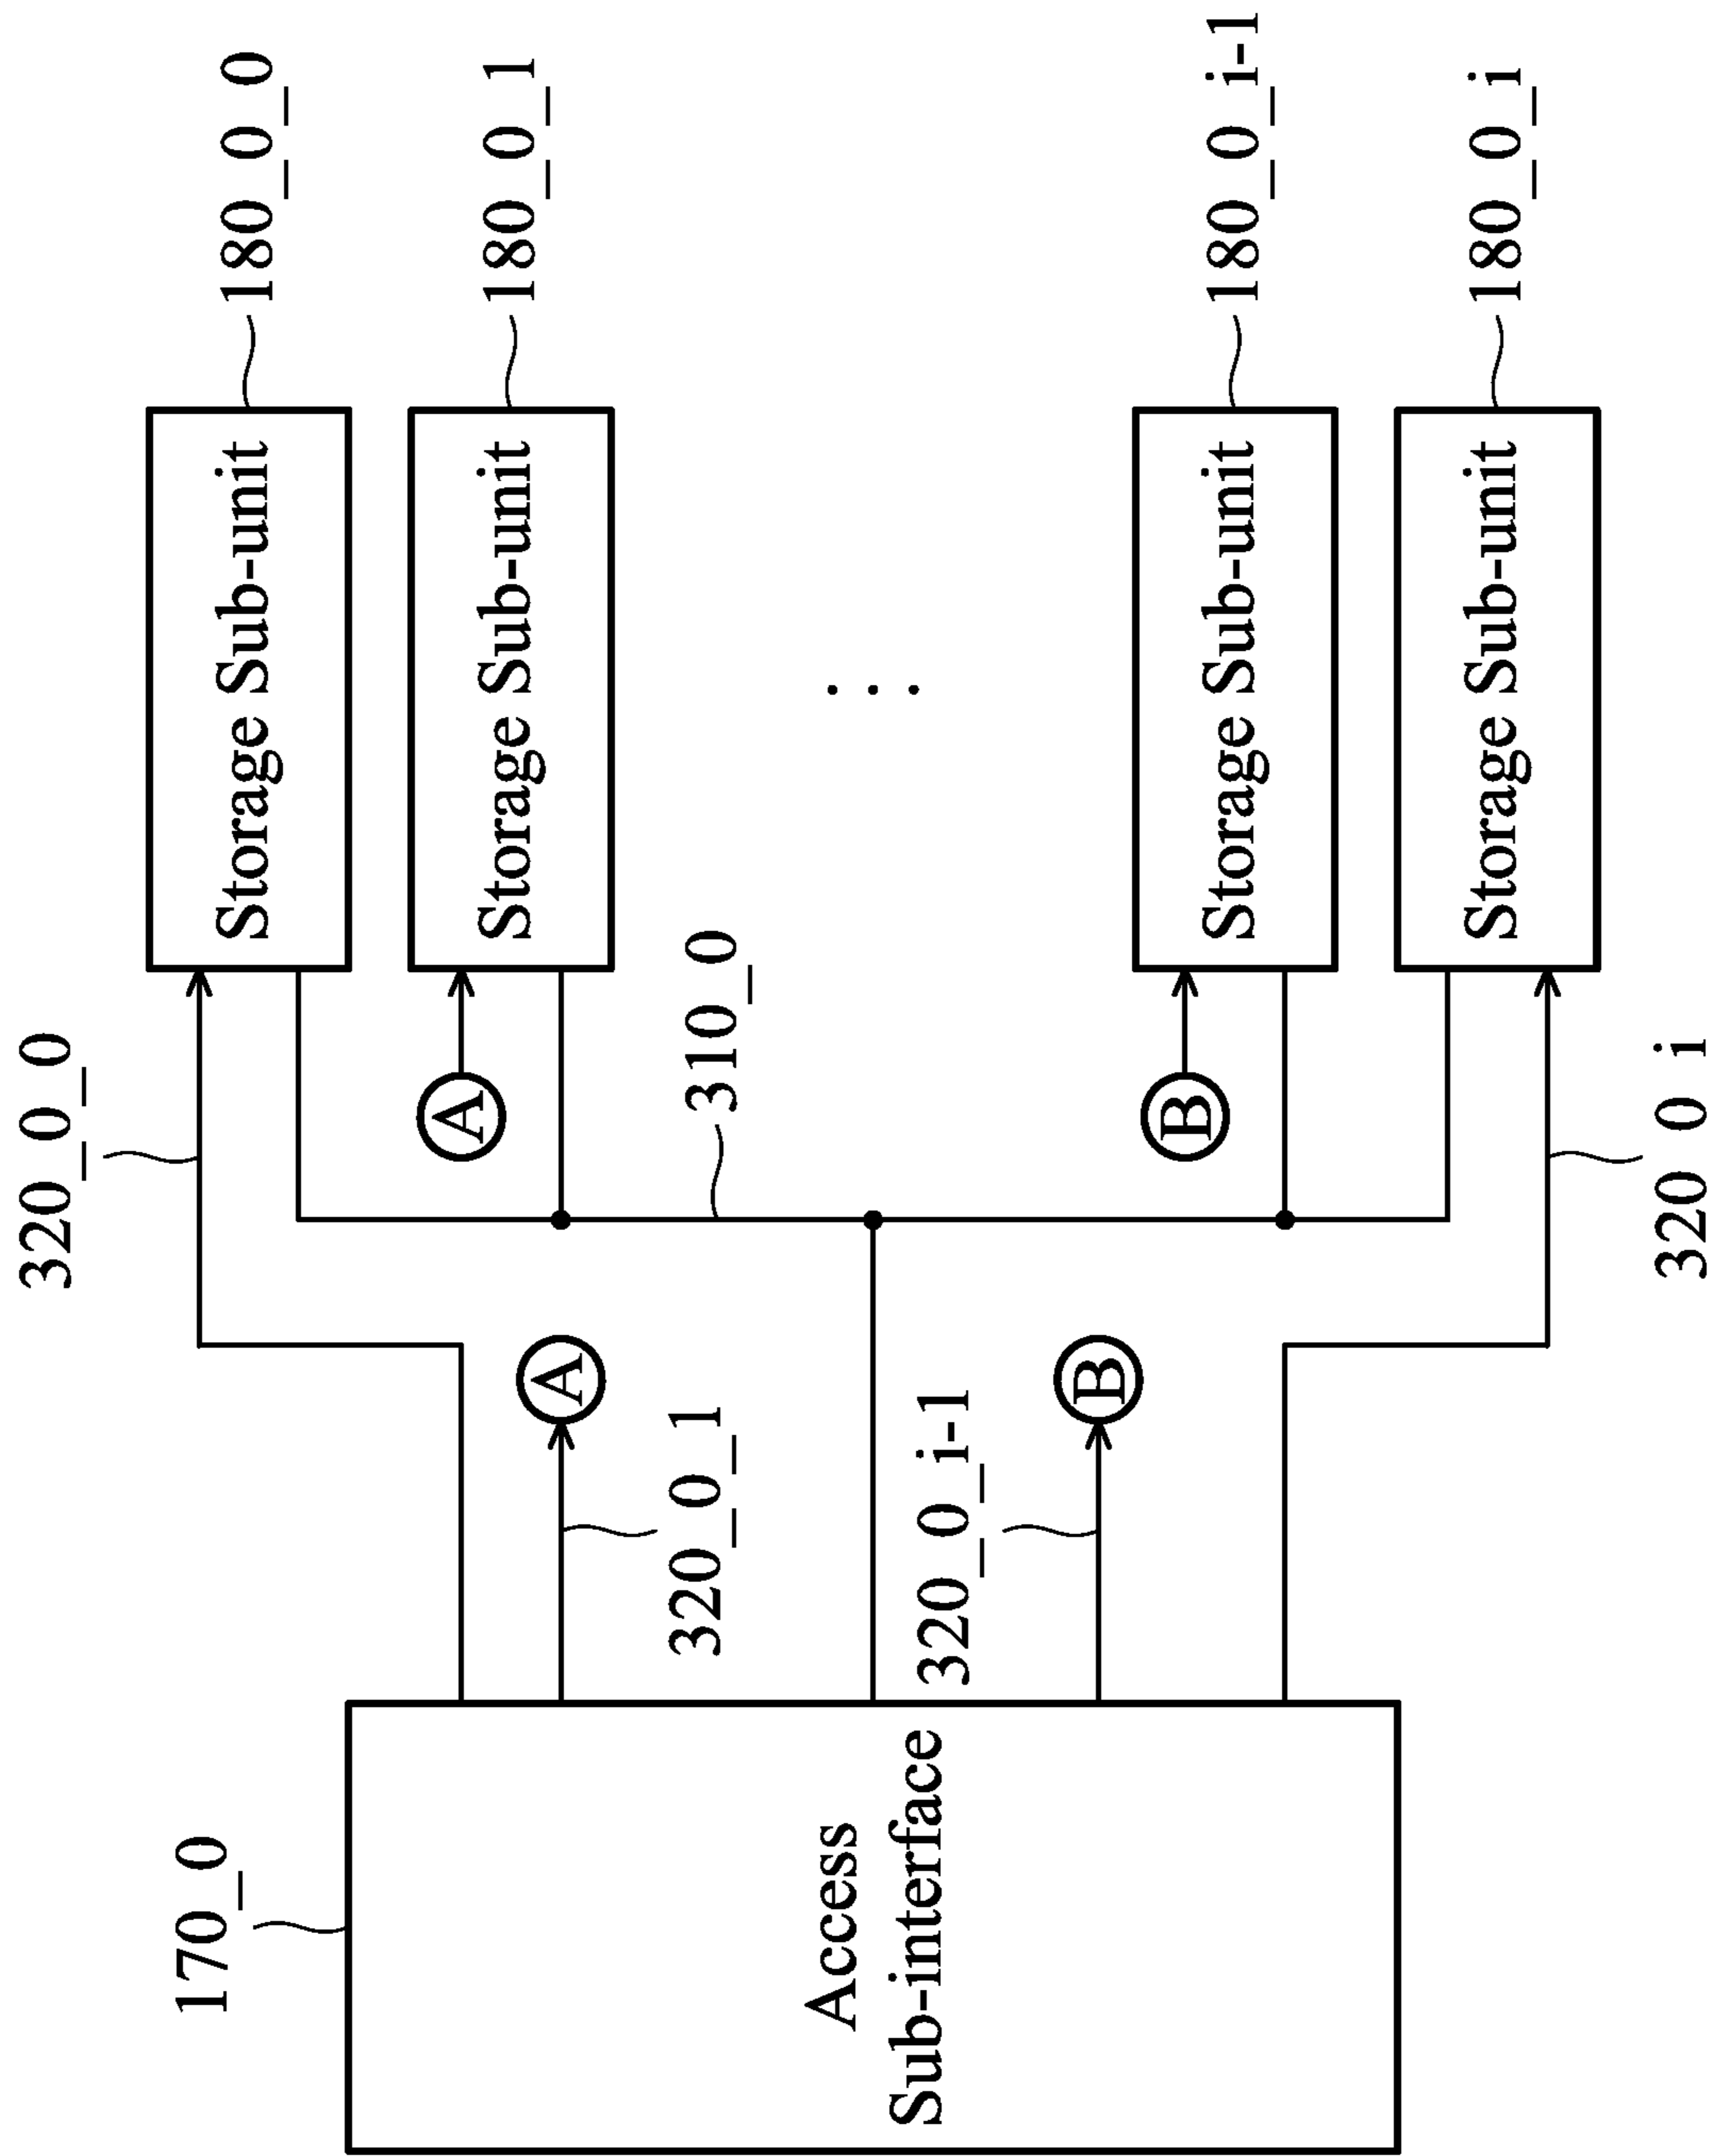 170_0
Access
Sub-interface
320_0_0
320_0_1
A
320_0_i-1
B
320_0_i
310_0
A
B
Storage Sub-unit
180_0_0
Storage Sub-unit
180_0_1
. . .
Storage Sub-unit
180_0_i-1
Storage Sub-unit
180_0_i